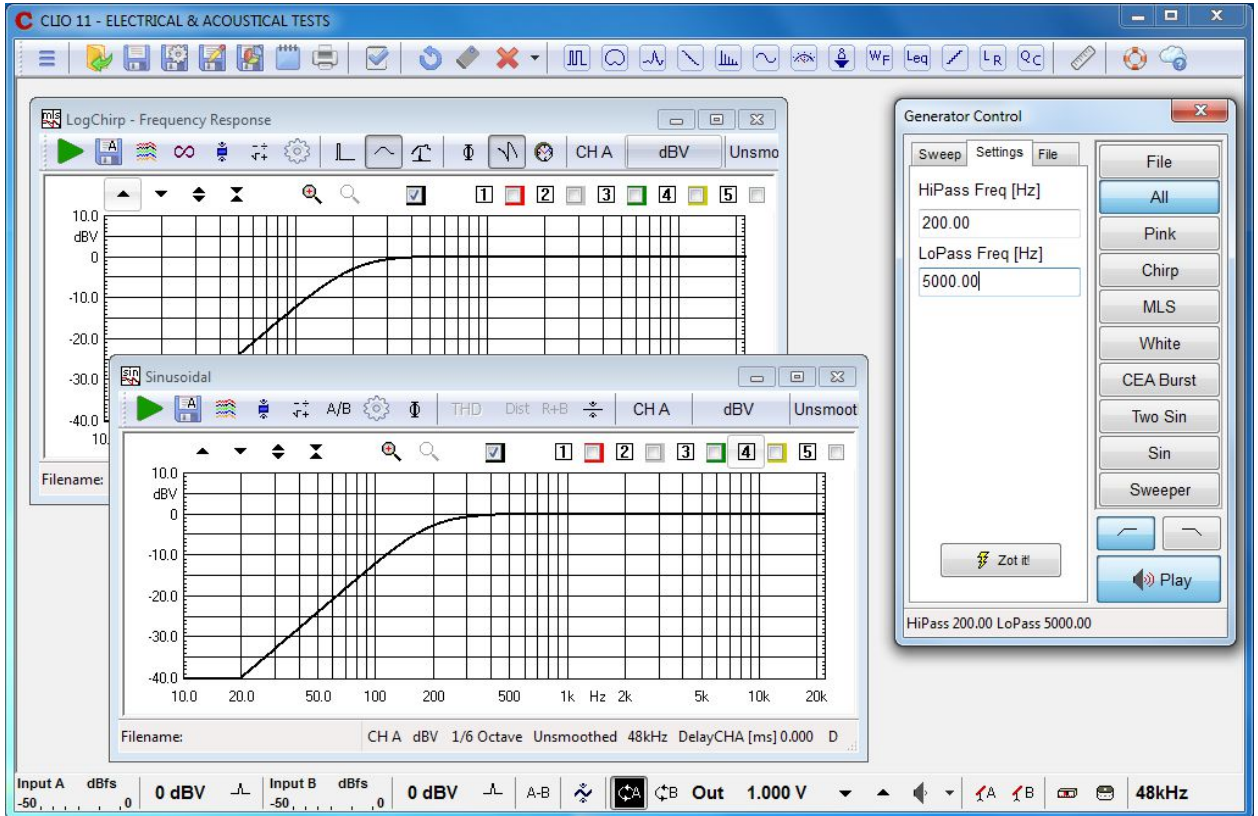 CLIO 11 - ELECTRICAL & ACOUSTICAL TESTS
WF Leq LR QC
LogChirp - Frequency Response
CH A dBV Unsmo
1 2 3 4 5
10.0
dBV
0
-10.0
-20.0
-30.0
-40.0
10.
Filename:
Sinusoidal
A/B THD Dist R+B CH A dBV Unsmoot
1 2 3 4 5
10.0
dBV
0
-10.0
-20.0
-30.0
-40.0
10.0 20.0 50.0 100 200 500 1k Hz 2k 5k 10k 20k
Filename: CH A dBV 1/6 Octave Unsmoothed 48kHz DelayCHA [ms] 0.000 D
Generator Control
Sweep Settings File
HiPass Freq [Hz]
200.00
LoPass Freq [Hz]
5000.00
Zot it!
File
All
Pink
Chirp
MLS
White
CEA Burst
Two Sin
Sin
Sweeper
Play
HiPass 200.00 LoPass 5000.00
Input A dBfs
-50 0
0 dBV
Input B dBfs
-50 0
0 dBV A-B A B Out 1.000 V A B 48kHz